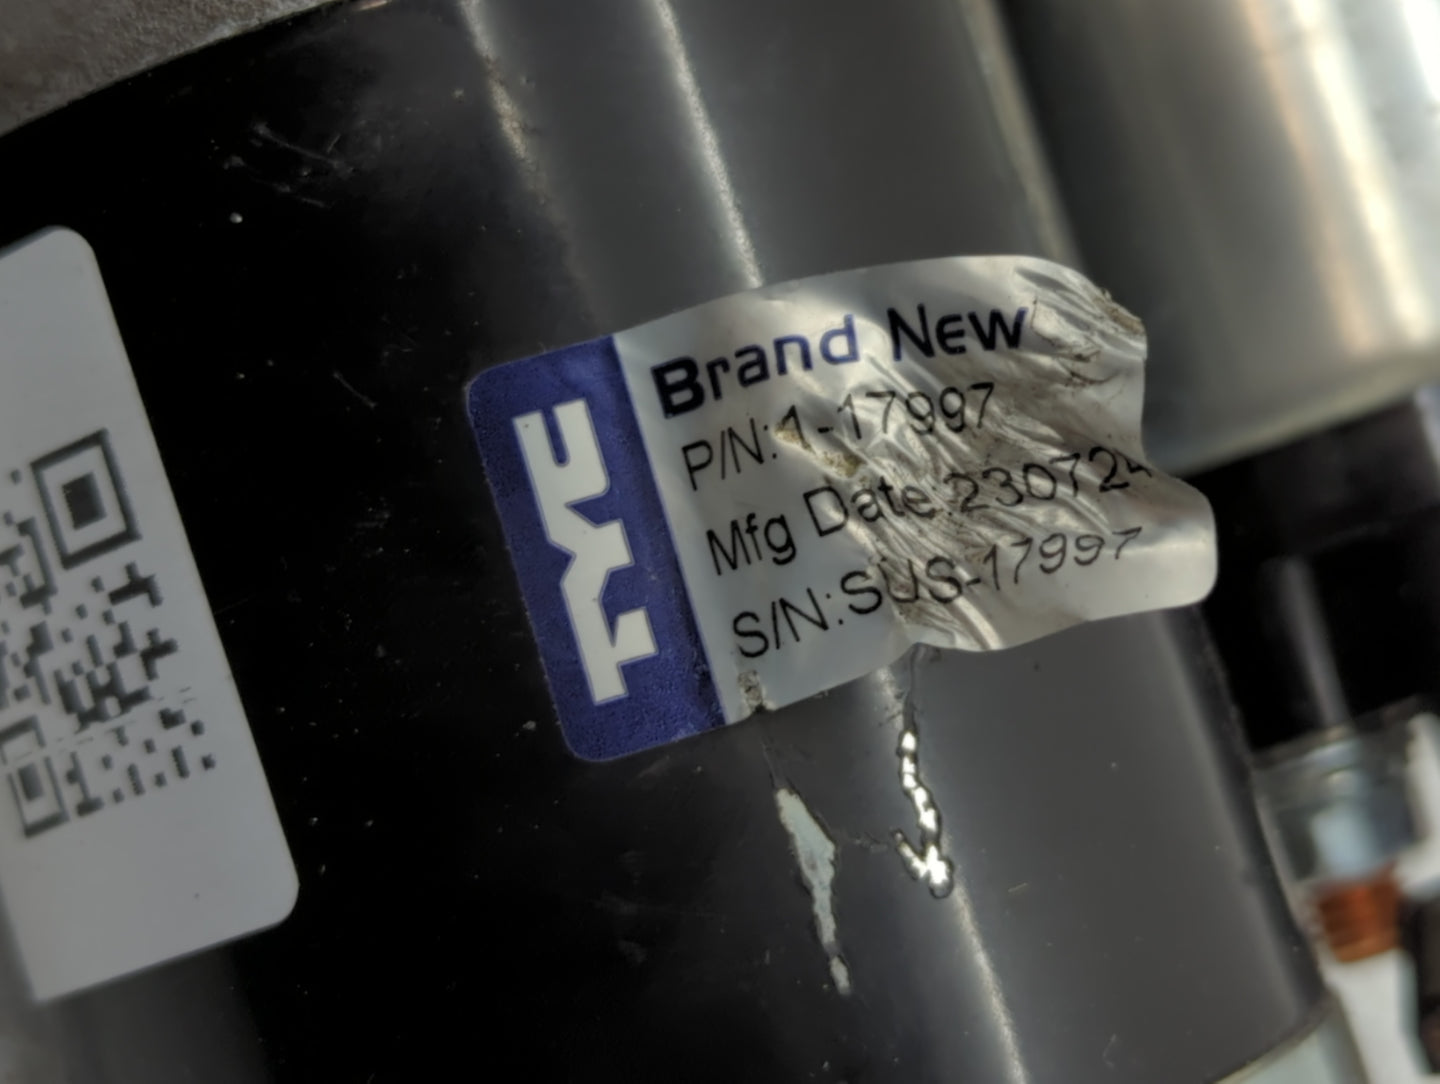 TYC
Brand New
P/N:1-17997
Mfg Date:230724
S/N:SUS-17997